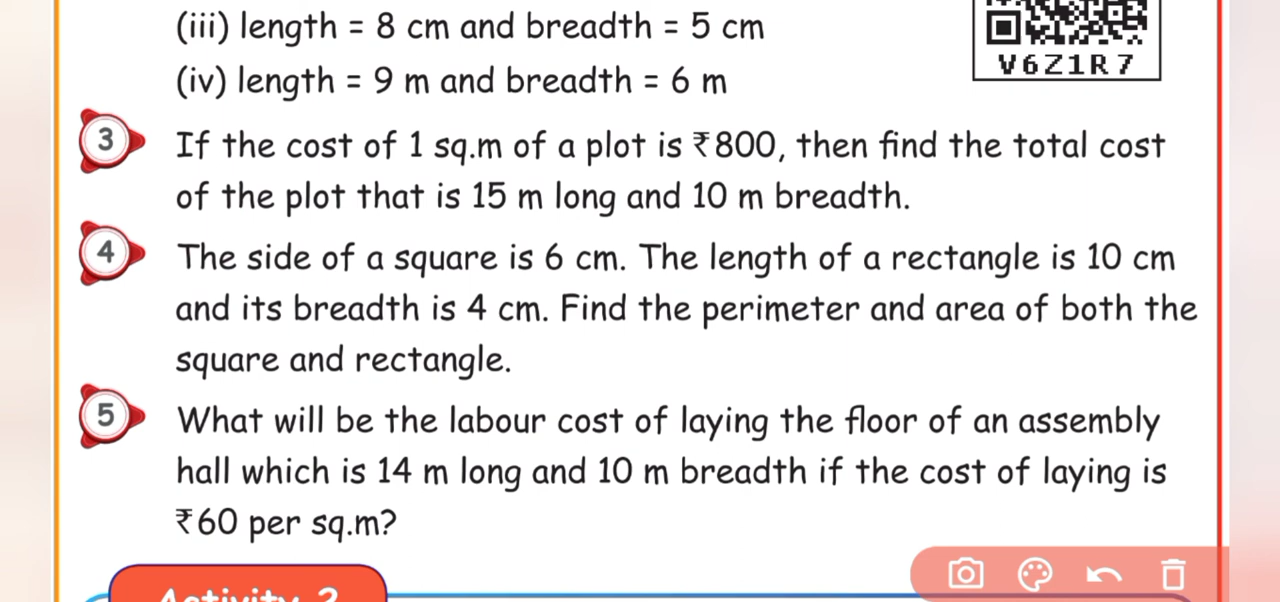 (iii) length = 8 cm and breadth = 5 cm
(iv) length = 9 m and breadth = 6 m
V6Z1R7
3 If the cost of 1 sq.m of a plot is ₹800, then find the total cost
of the plot that is 15 m long and 10 m breadth.
4 The side of a square is 6 cm. The length of a rectangle is 10 cm
and its breadth is 4 cm. Find the perimeter and area of both the
square and rectangle.
5 What will be the labour cost of laying the floor of an assembly
hall which is 14 m long and 10 m breadth if the cost of laying is
₹60 per sq.m?
Activity 2